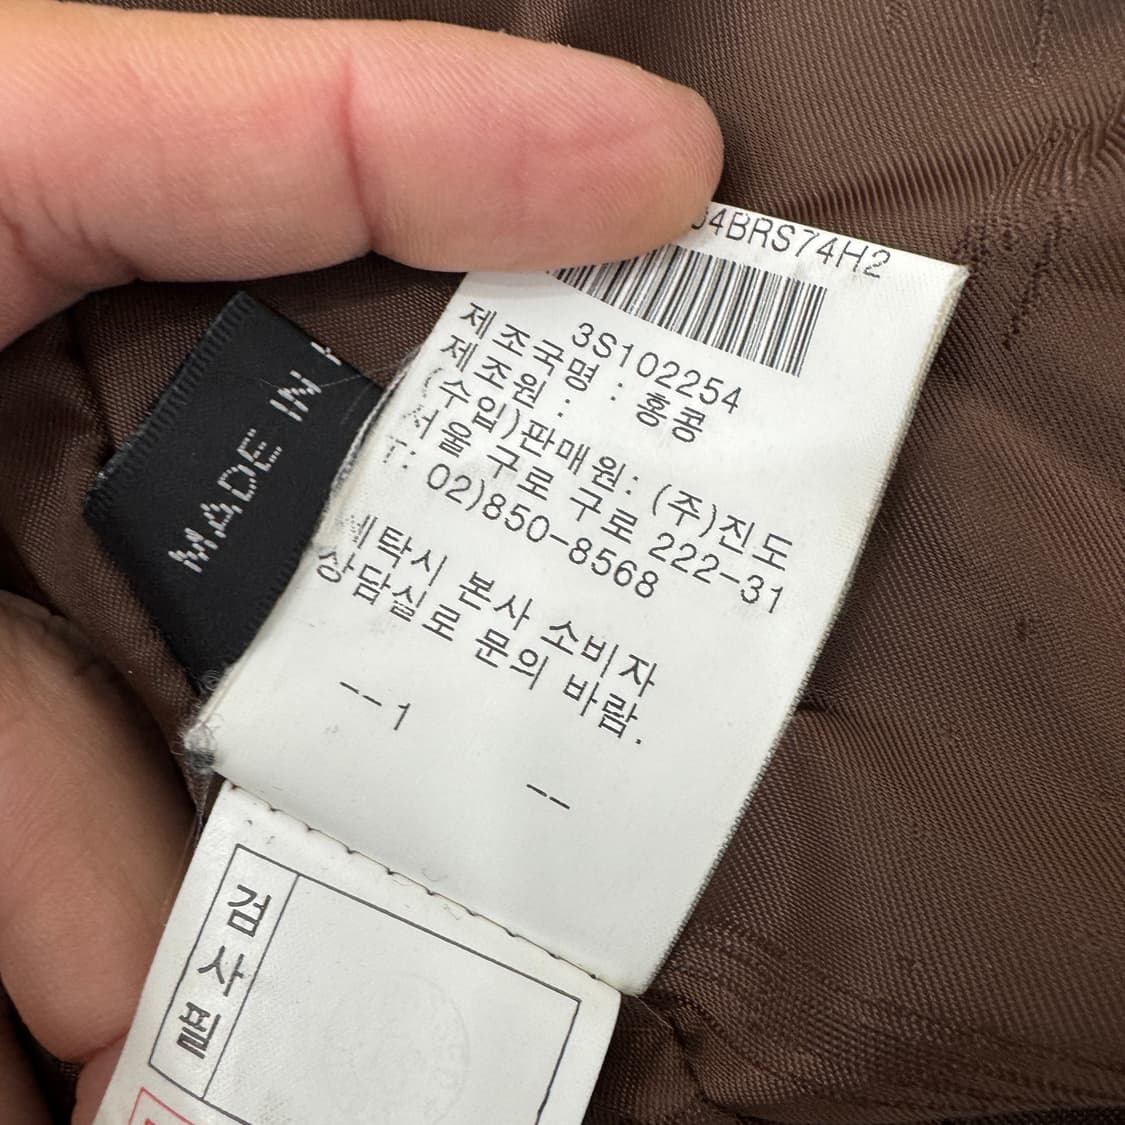 4BRS74H2
3S102254
제조국명 : 홍콩
제조원 :
(수입)판매원: (주)진도
서울 구로 구로 222-31
T: 02)850-8568
세탁시 본사 소비자
상담실로 문의 바람.
--1
--
MADE IN
검사필